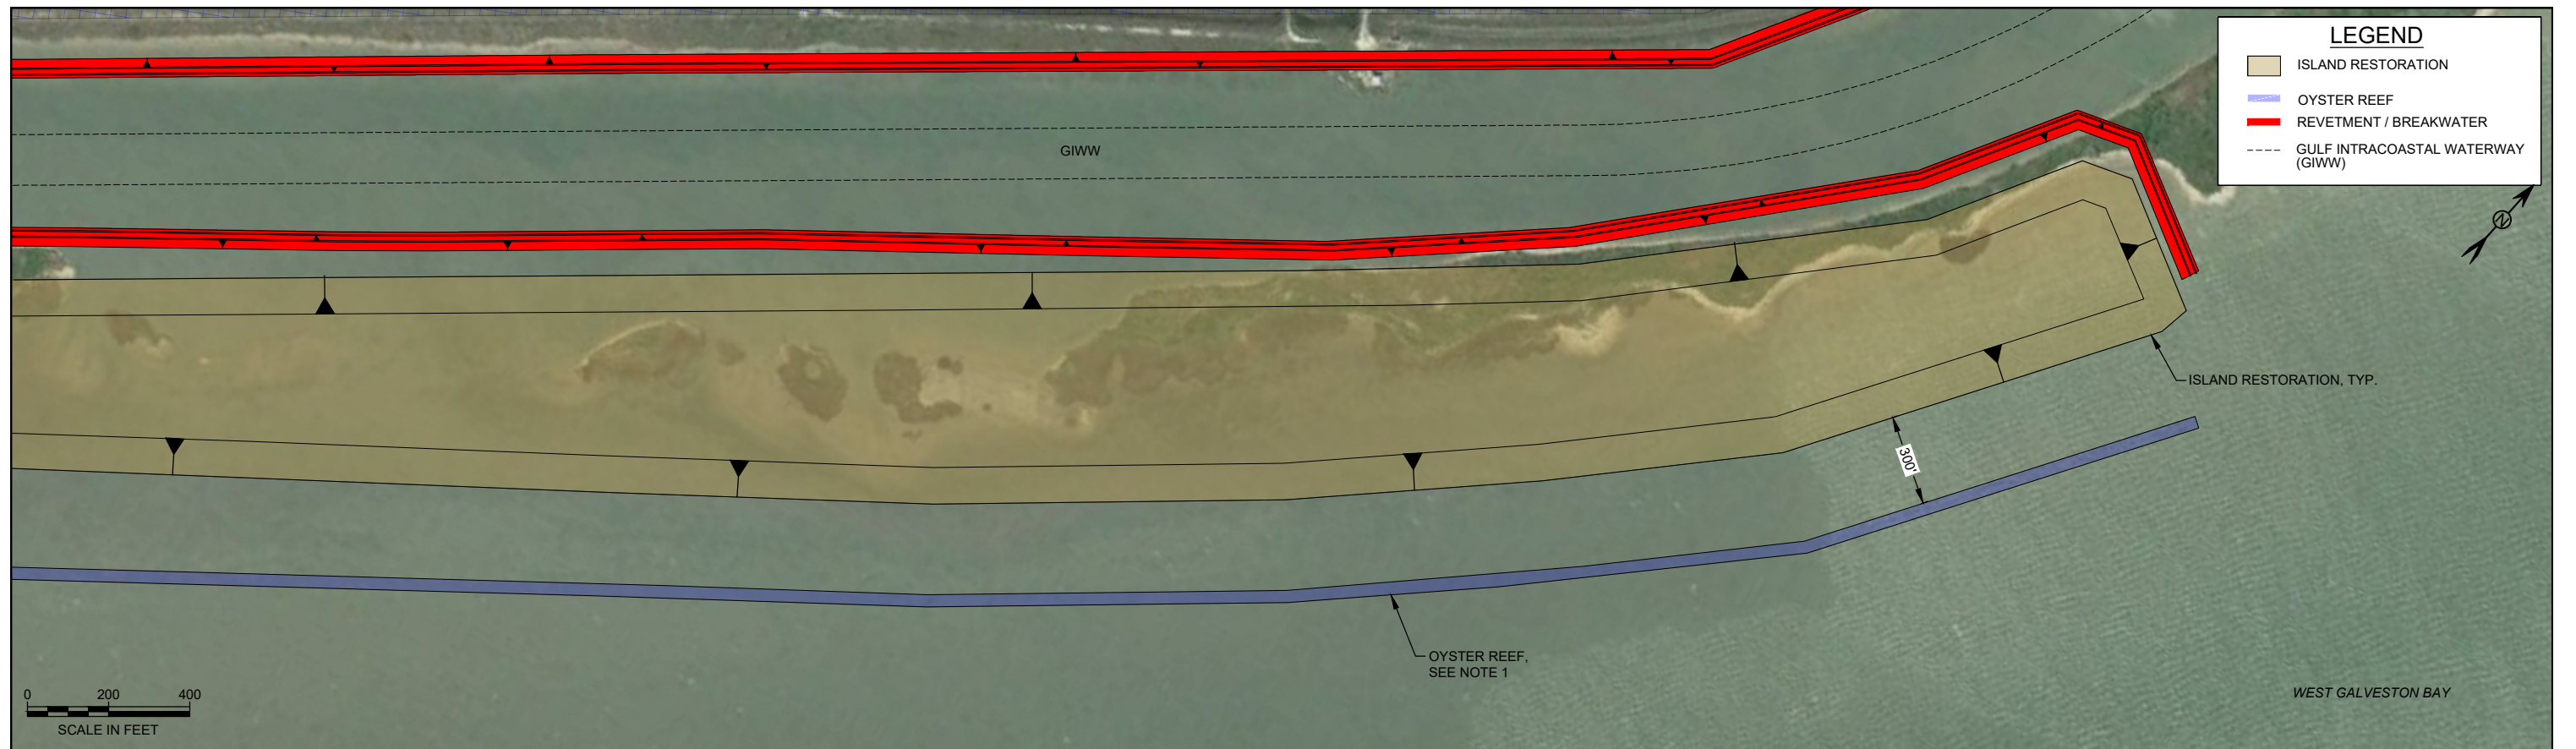 LEGEND
ISLAND RESTORATION
OYSTER REEF
REVETMENT / BREAKWATER
GULF INTRACOASTAL WATERWAY
(GIWW)
GIWW
N
ISLAND RESTORATION, TYP.
300'
OYSTER REEF,
SEE NOTE 1
WEST GALVESTON BAY
0 200 400
SCALE IN FEET